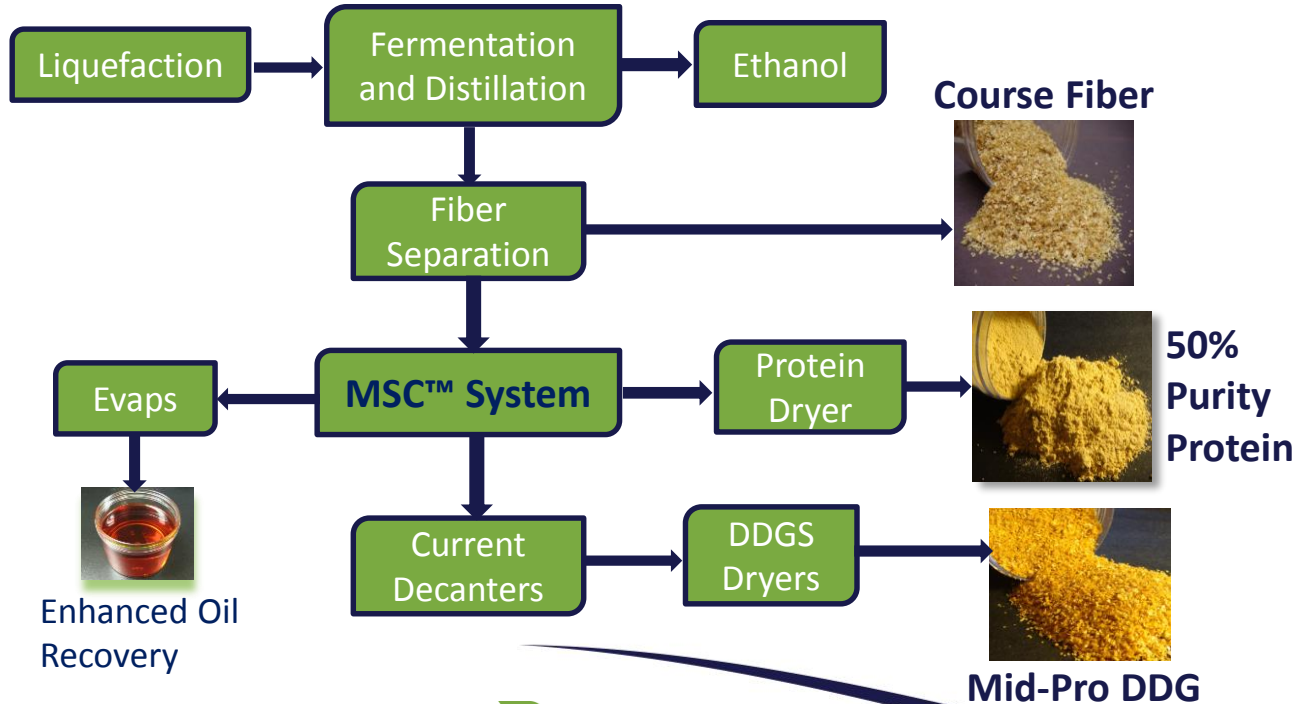 Liquefaction
Fermentation
and Distillation
Ethanol
Course Fiber
Fiber
Separation
Evaps
MSC™ System
Protein
Dryer
50%
Purity
Protein
Enhanced Oil
Recovery
Current
Decanters
DDGS
Dryers
Mid-Pro DDG